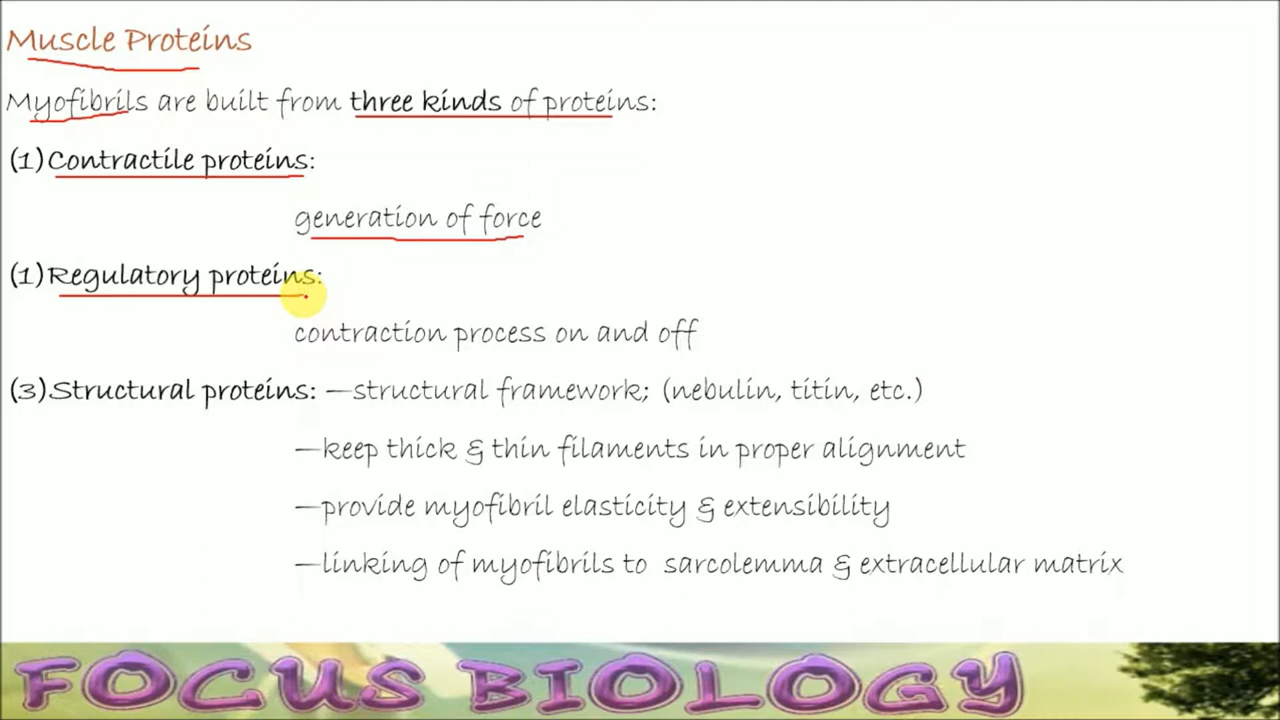 Muscle Proteins
Myofibrils are built from three kinds of proteins:
(1)Contractile proteins:
generation of force
(1)Regulatory proteins:
contraction process on and off
(3)Structural proteins: —structural framework; (nebulin, titin, etc.)
—keep thick & thin filaments in proper alignment
—provide myofibril elasticity & extensibility
—linking of myofibrils to sarcolemma & extracellular matrix
FOCUS BIOLOGY